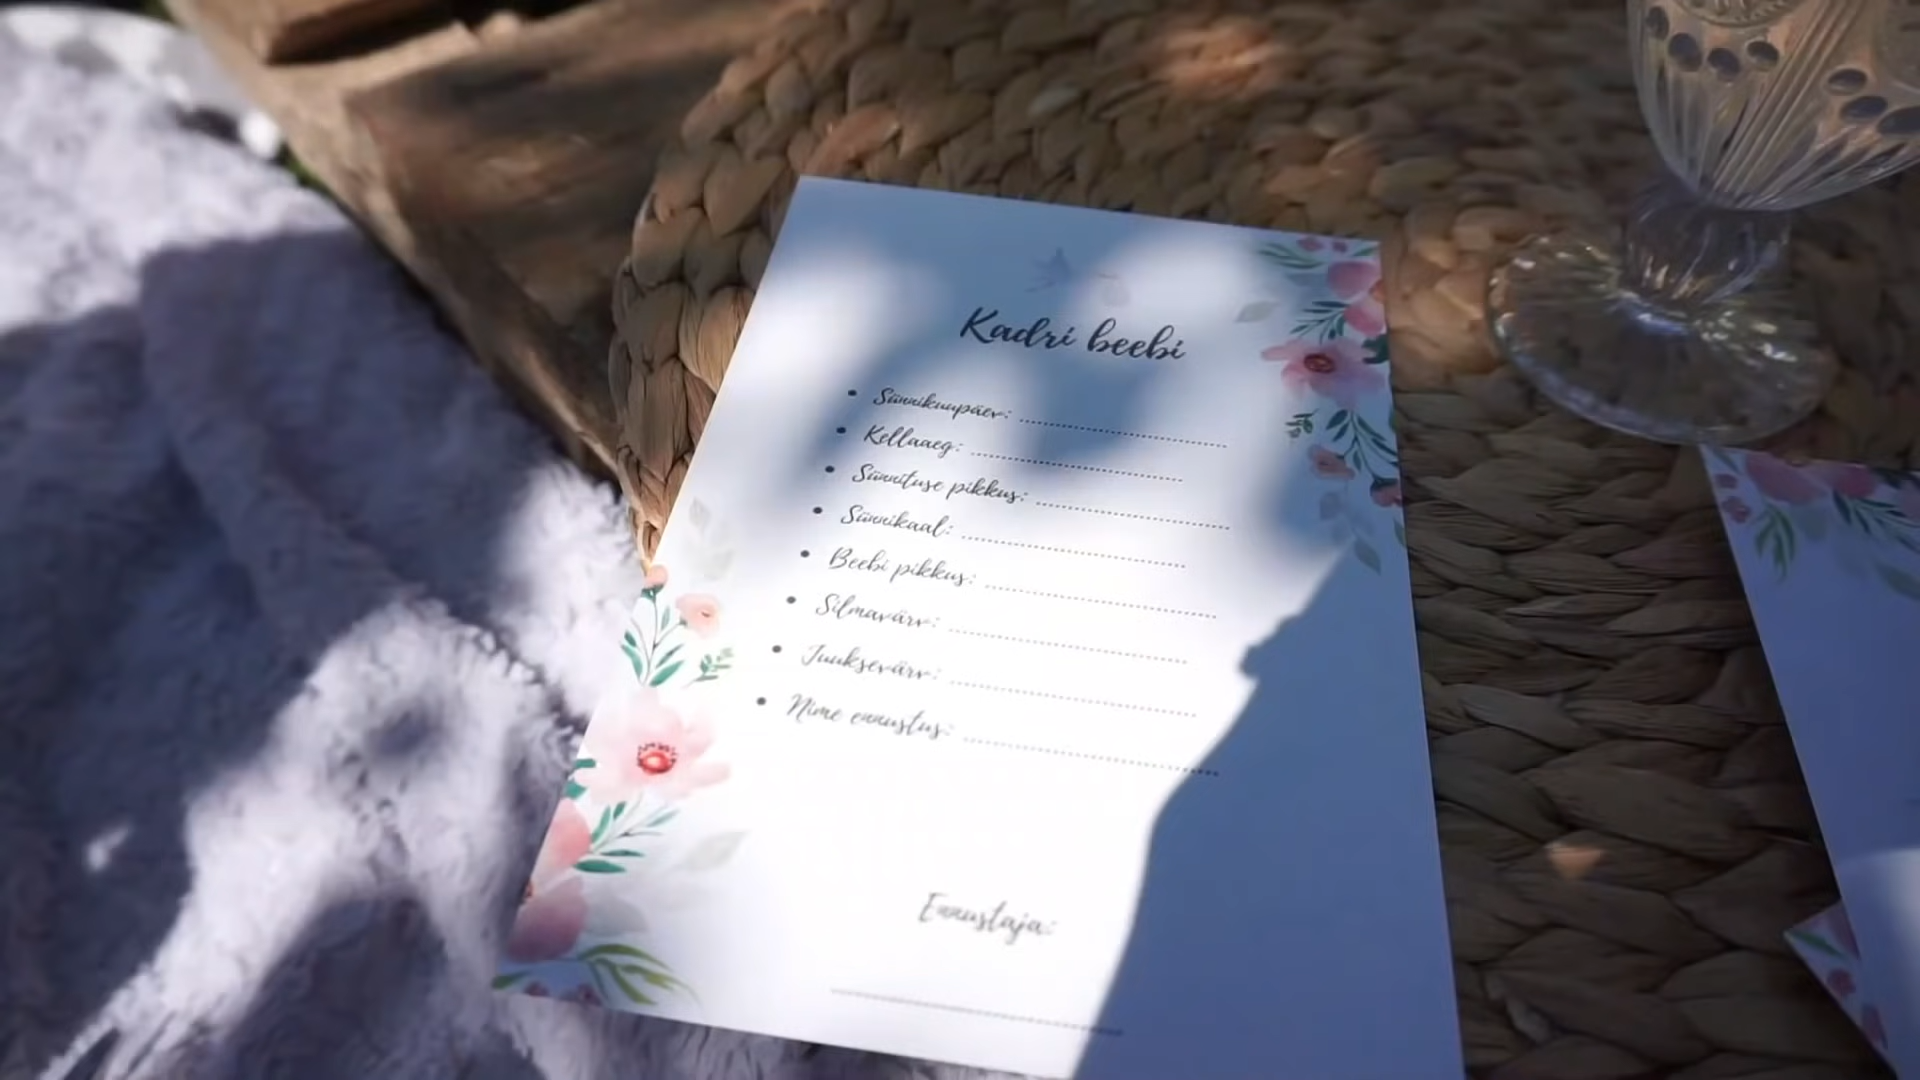 Kadri beebi
• Sünnikuupäev: ........................
• Kellaaeg: ........................
• Sünnituse pikkus: ........................
• Sünnikaal: ........................
• Beebi pikkus: ........................
• Silmavärv: ........................
• Juuksevärv: ........................
• Nime ennustus: ........................
Ennustaja: